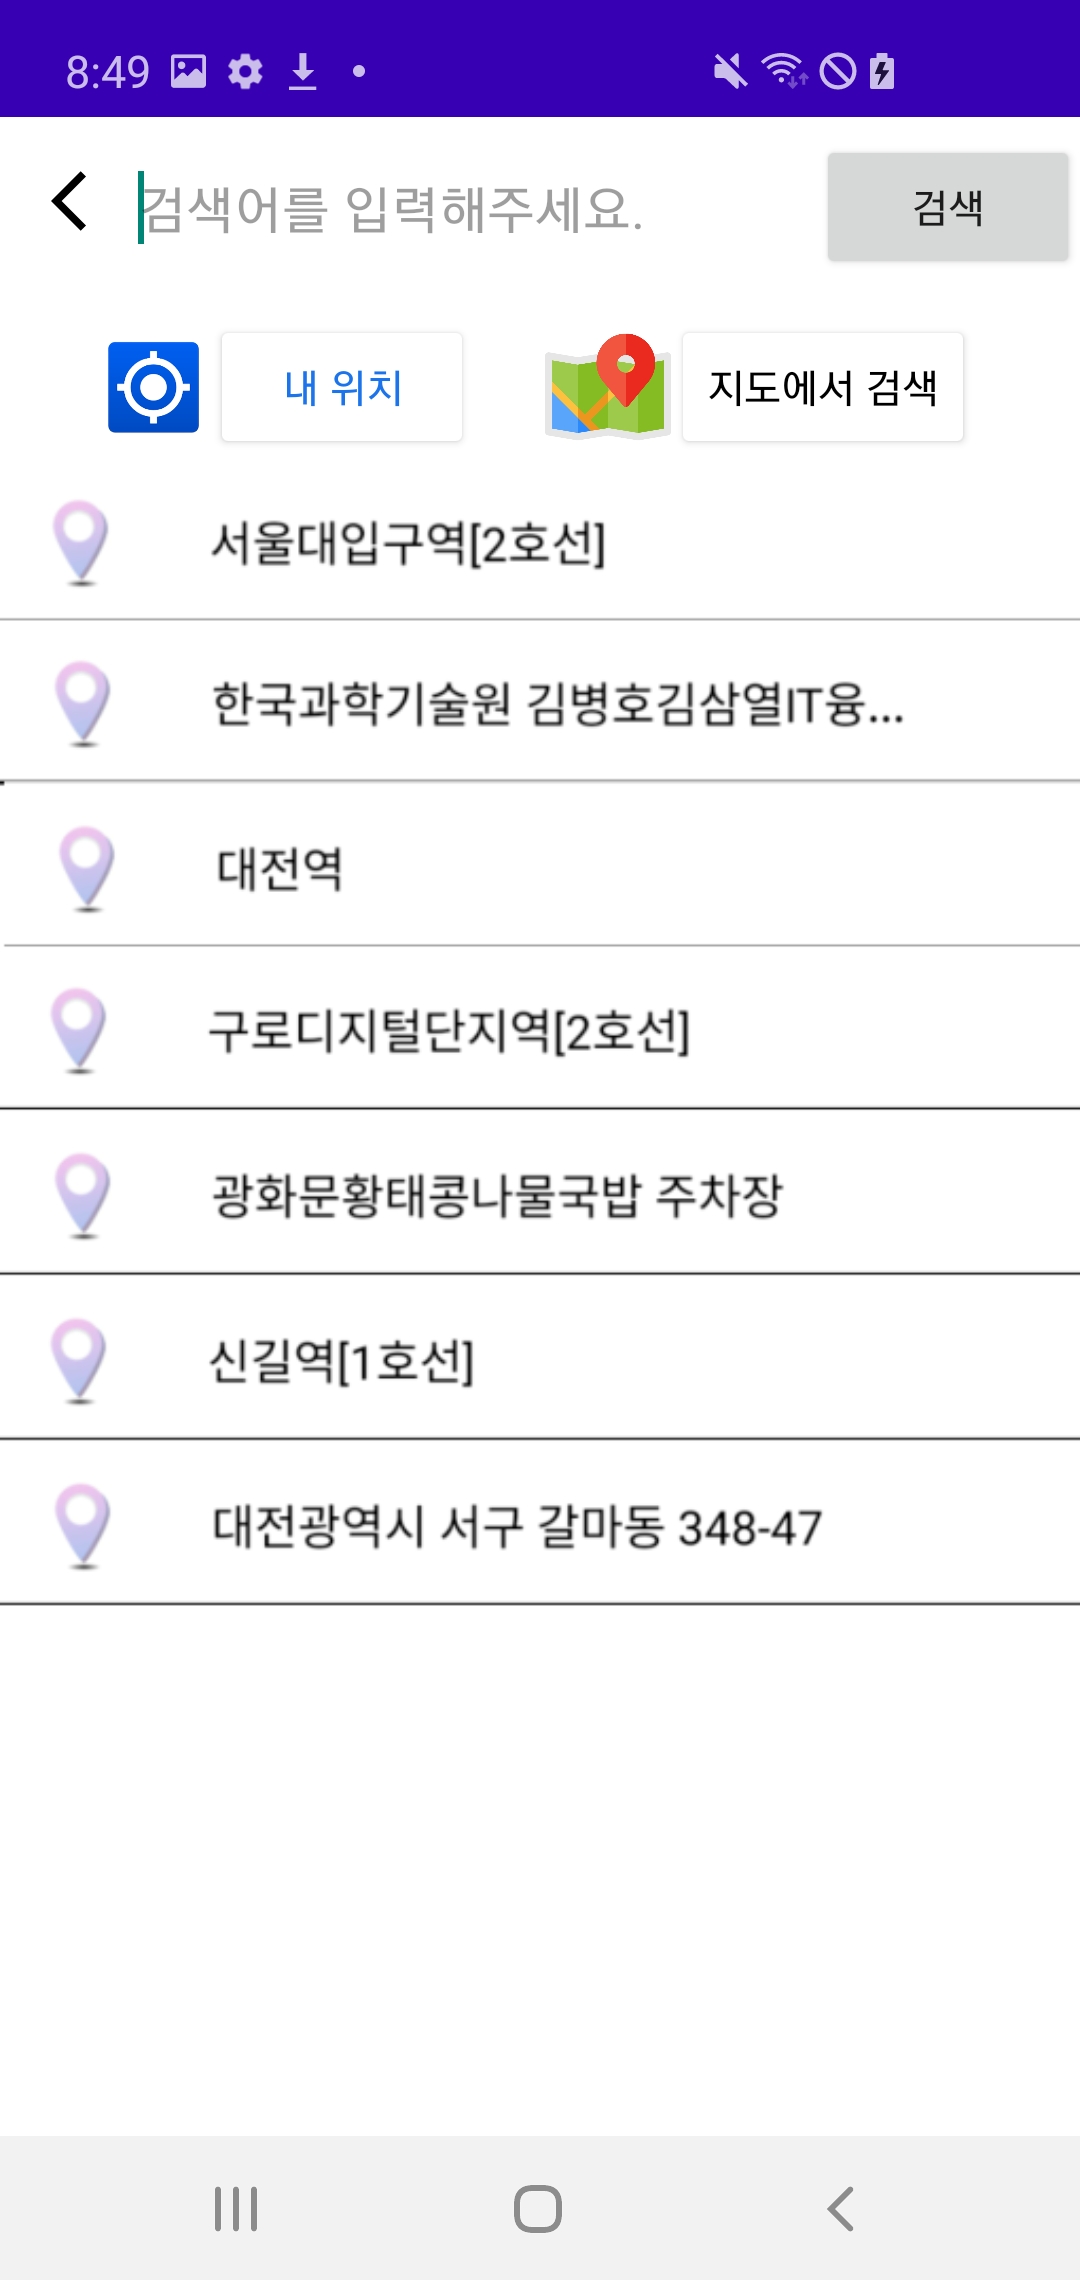 8:49
검색어를 입력해주세요.
검색
내 위치
지도에서 검색
서울대입구역[2호선]
한국과학기술원 김병호김삼열IT융...
대전역
구로디지털단지역[2호선]
광화문황태콩나물국밥 주차장
신길역[1호선]
대전광역시 서구 갈마동 348-47